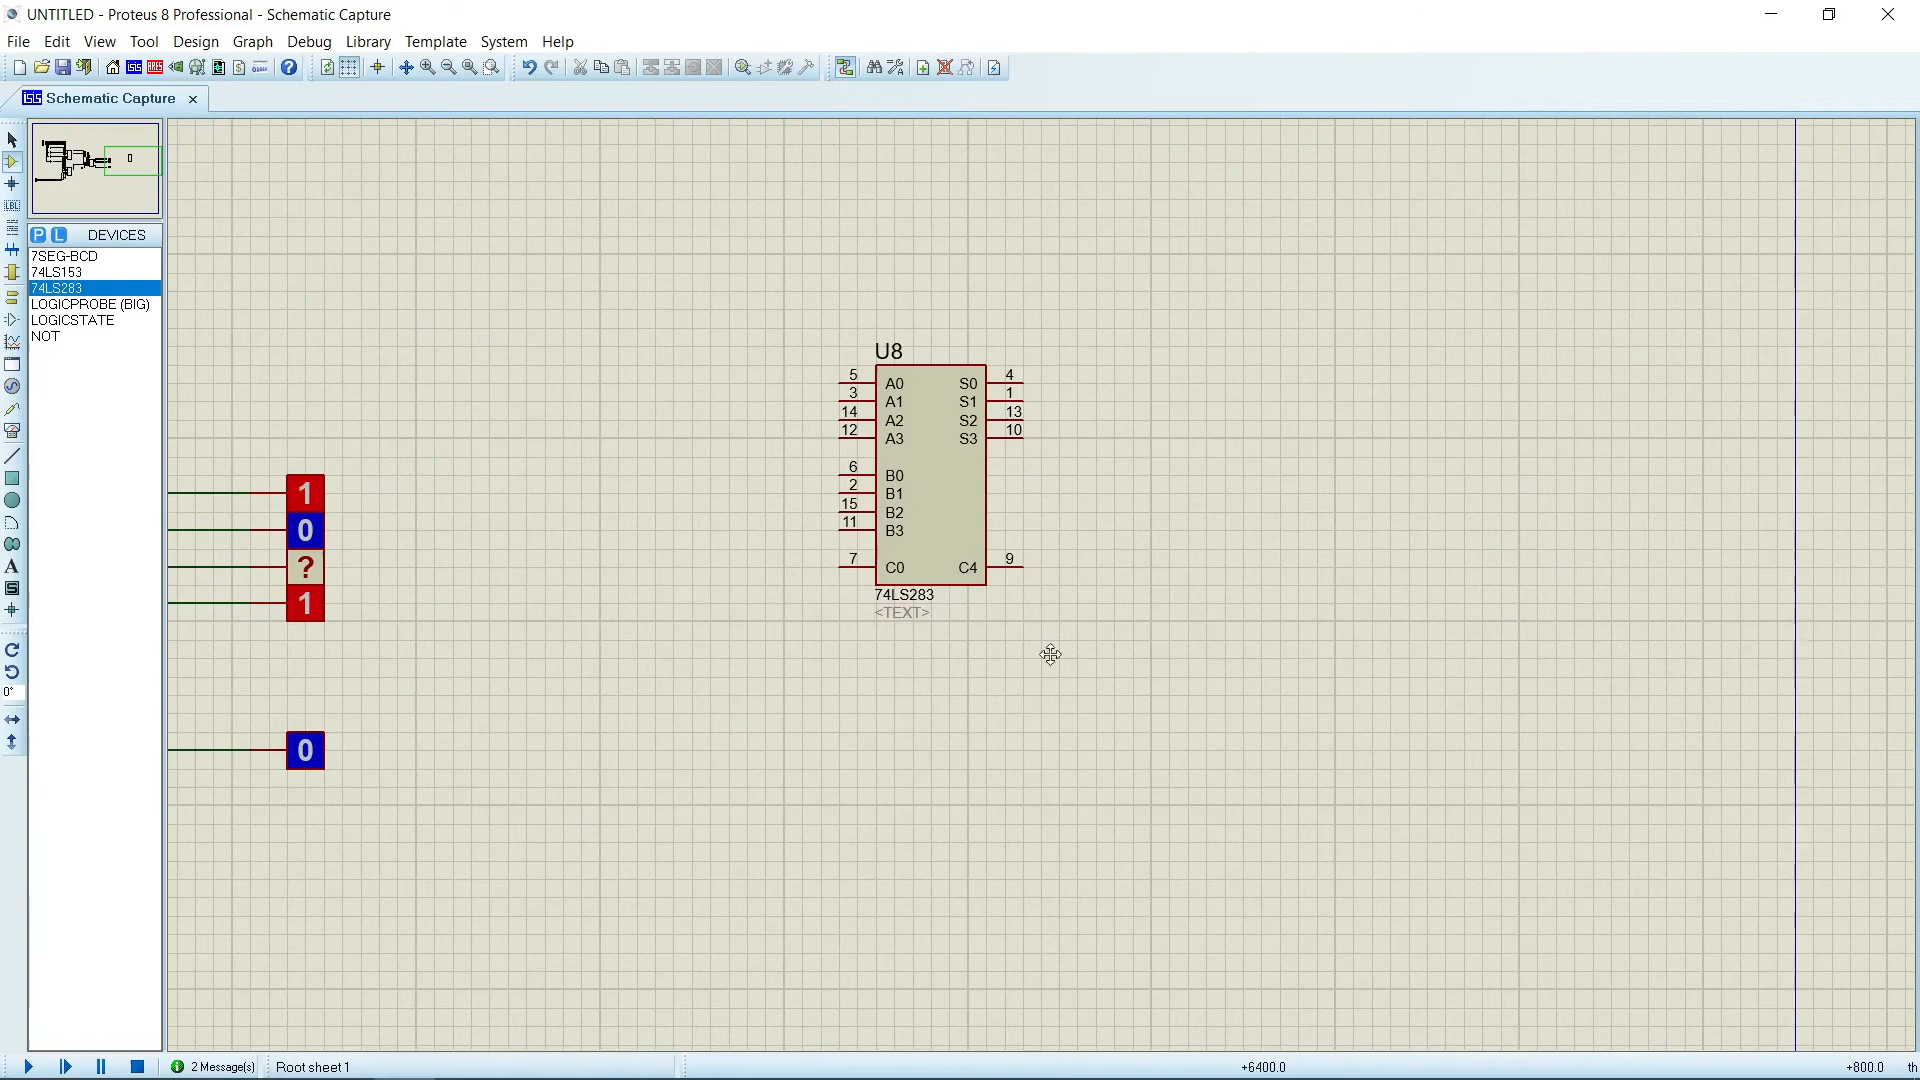 UNTITLED - Proteus 8 Professional - Schematic Capture
File Edit View Tool Design Graph Debug Library Template System Help
Schematic Capture
LBL
P L DEVICES
7SEG-BCD
74LS153
74LS283
LOGICPROBE (BIG)
LOGICSTATE
NOT
A
S
0°
1
0
?
1
0
U8
5 A0 S0 4
3 A1 S1 1
14 A2 S2 13
12 A3 S3 10
6 B0
2 B1
15 B2
11 B3
7 C0 C4 9
74LS283
<TEXT>
2 Message(s) Root sheet 1 +6400.0 +800.0 th